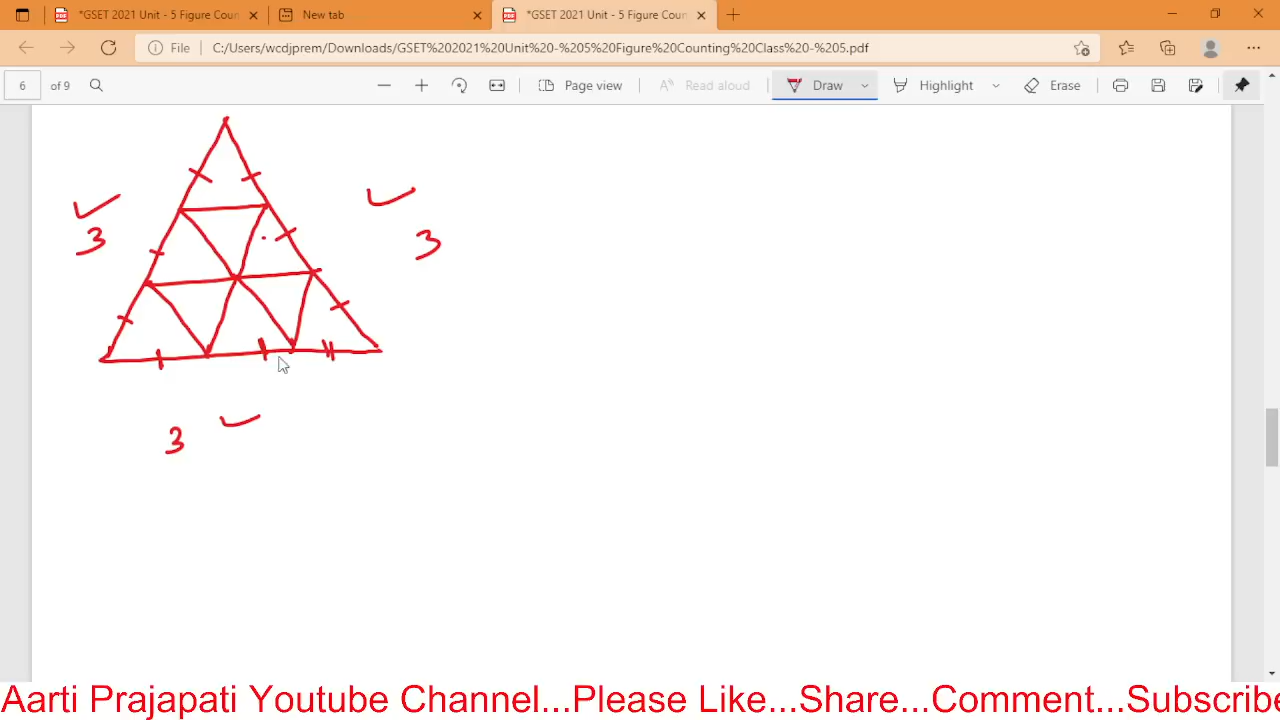 *GSET 2021 Unit - 5 Figure Coun
New tab
*GSET 2021 Unit - 5 Figure Coun
File
C:/Users/wcdjprem/Downloads/GSET%202021%20Unit%20-%205%20Figure%20Counting%20Class%20-%205.pdf
6 of 9
Page view
Read aloud
Draw
Highlight
Erase
3
3
3
Aarti Prajapati Youtube Channel...Please Like...Share...Comment...Subscribe